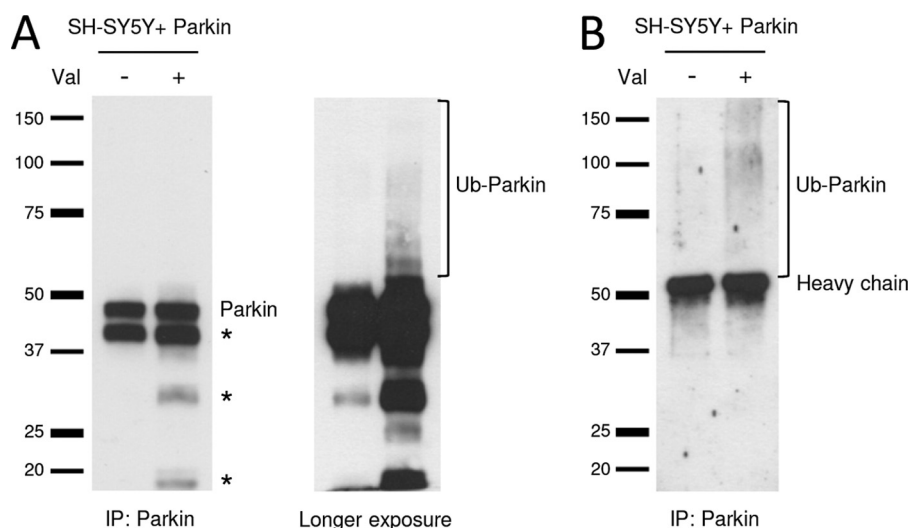 A
SH-SY5Y+ Parkin
Val - +
150
100
75
50
37
25
20
Parkin
*
*
*
IP: Parkin
Ub-Parkin
Longer exposure
B
SH-SY5Y+ Parkin
Val - +
150
100
75
50
37
25
20
Ub-Parkin
Heavy chain
IP: Parkin